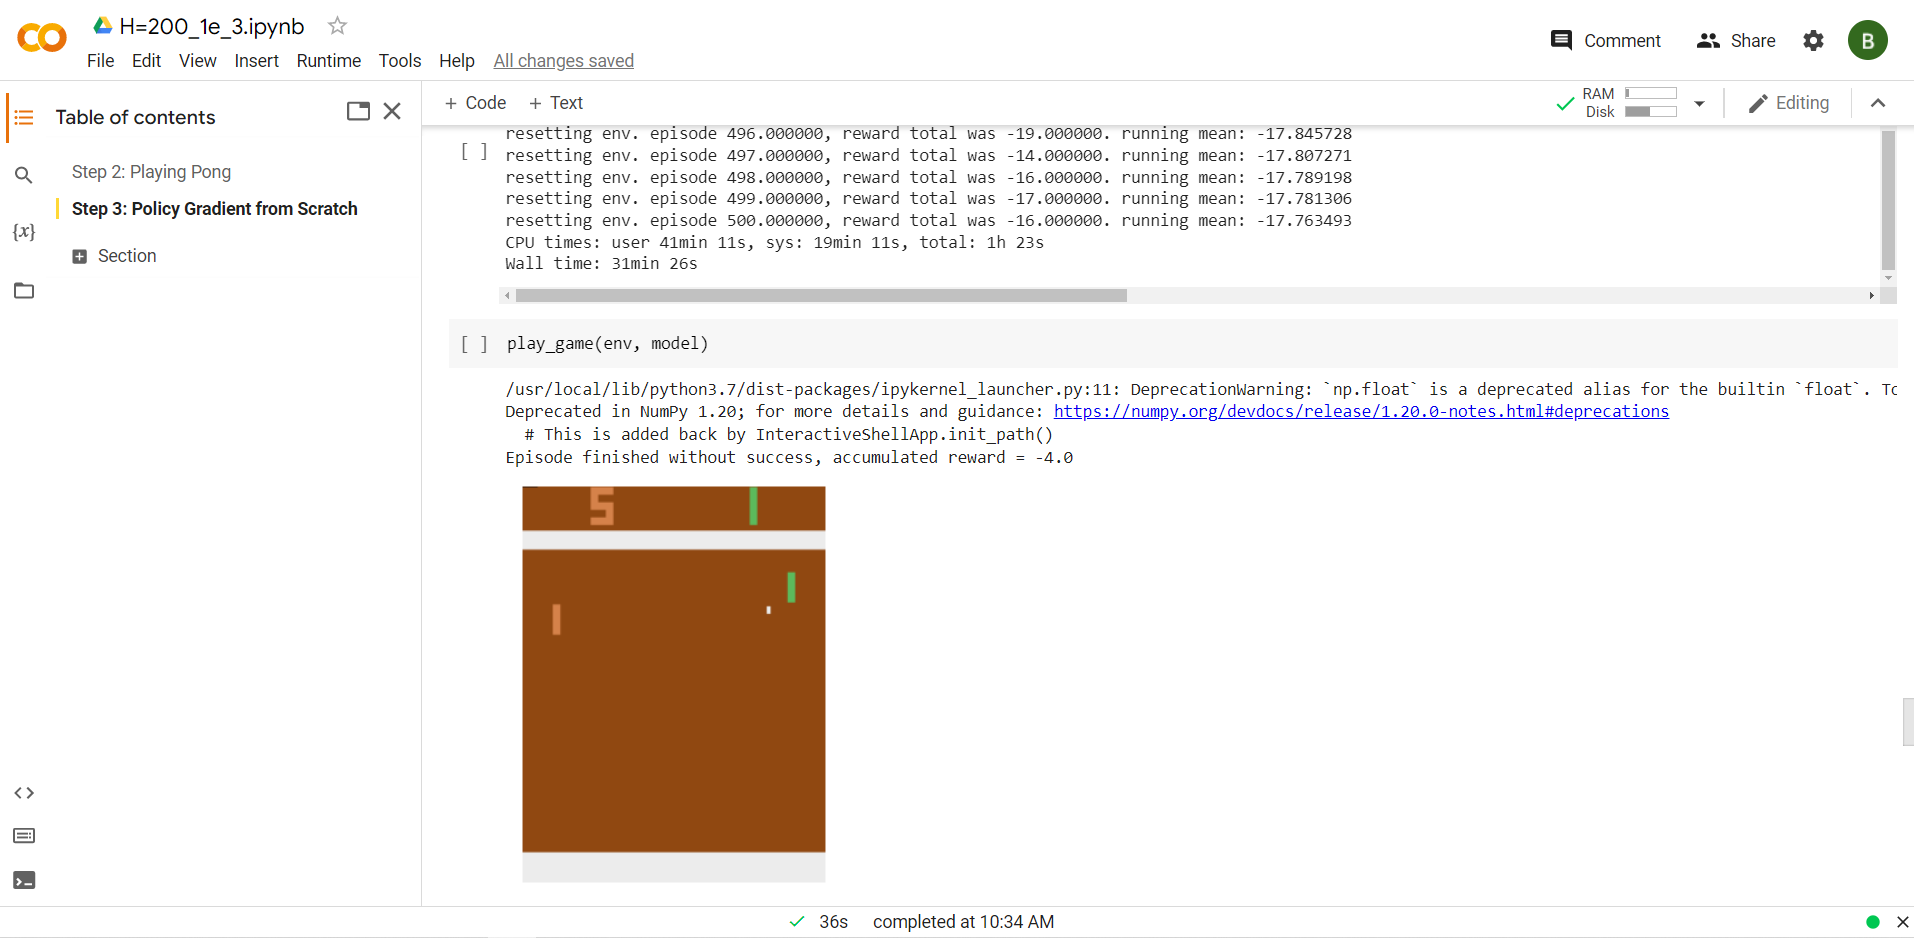 H=200_1e_3.ipynb
File Edit View Insert Runtime Tools Help All changes saved
Comment Share B
Table of contents
Step 2: Playing Pong
Step 3: Policy Gradient from Scratch
Section
{x}
+ Code + Text
RAM
Disk
Editing
resetting env. episode 496.000000, reward total was -19.000000. running mean: -17.845728
[ ] resetting env. episode 497.000000, reward total was -14.000000. running mean: -17.807271
resetting env. episode 498.000000, reward total was -16.000000. running mean: -17.789198
resetting env. episode 499.000000, reward total was -17.000000. running mean: -17.781306
resetting env. episode 500.000000, reward total was -16.000000. running mean: -17.763493
CPU times: user 41min 11s, sys: 19min 11s, total: 1h 23s
Wall time: 31min 26s
[ ] play_game(env, model)
/usr/local/lib/python3.7/dist-packages/ipykernel_launcher.py:11: DeprecationWarning: `np.float` is a deprecated alias for the builtin `float`. To
Deprecated in NumPy 1.20; for more details and guidance: https://numpy.org/devdocs/release/1.20.0-notes.html#deprecations
# This is added back by InteractiveShellApp.init_path()
Episode finished without success, accumulated reward = -4.0
5 1
36s completed at 10:34 AM